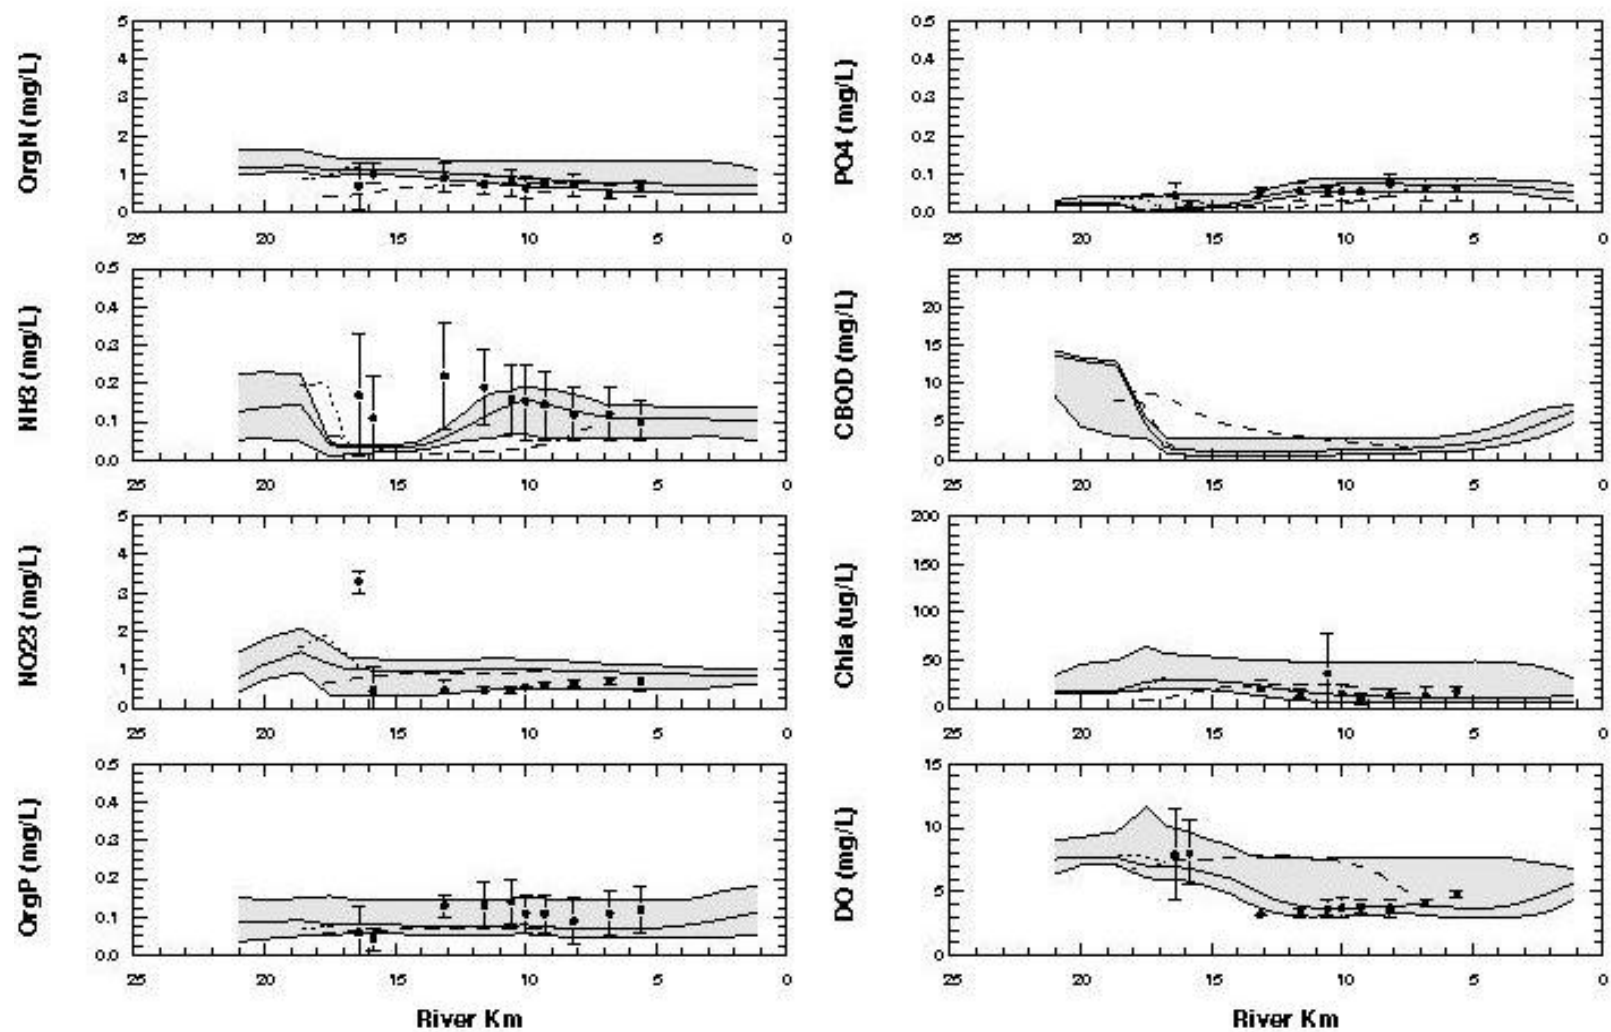 OrgN (mg/L)
5
4
3
2
1
0
25 20 15 10 5 0
PO4 (mg/L)
0.5
0.4
0.3
0.2
0.1
0.0
25 20 15 10 5 0
NH3 (mg/L)
0.5
0.4
0.3
0.2
0.1
0.0
25 20 15 10 5 0
CBOD (mg/L)
20
15
10
5
0
25 20 15 10 5 0
NO23 (mg/L)
5
4
3
2
1
0
25 20 15 10 5 0
Chla (ug/L)
200
150
100
50
0
25 20 15 10 5 0
OrgP (mg/L)
0.5
0.4
0.3
0.2
0.1
0.0
25 20 15 10 5 0
River Km
DO (mg/L)
15
10
5
0
25 20 15 10 5 0
River Km